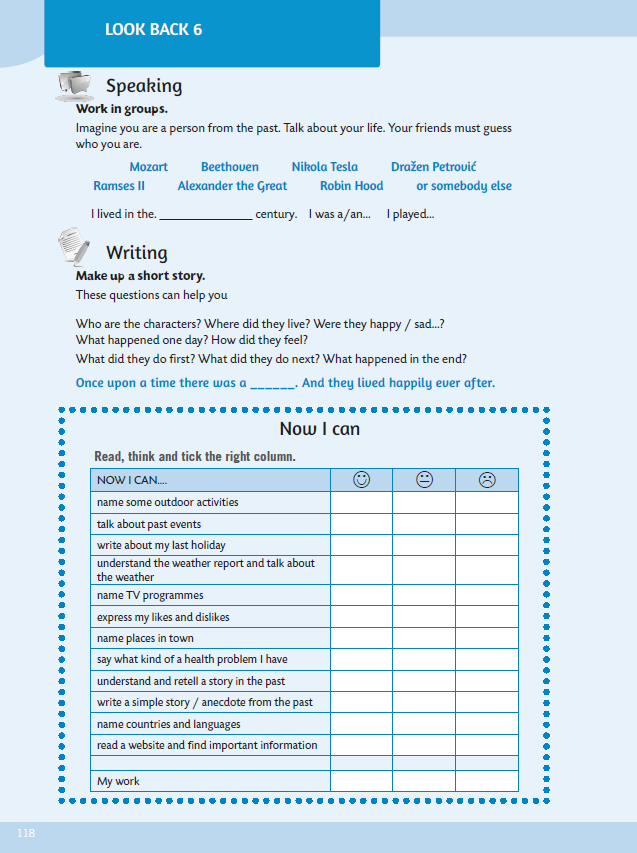 LOOK BACK 6
Speaking
Work in groups.
Imagine you are a person from the past. Talk about your life. Your friends must guess
who you are.
Mozart Beethoven Nikola Tesla Dražen Petrović
Ramses II Alexander the Great Robin Hood or somebody else
I lived in the. ________________ century. I was a/an... I played...
Writing
Make up a short story.
These questions can help you
Who are the characters? Where did they live? Were they happy / sad...?
What happened one day? How did they feel?
What did they do first? What did they do next? What happened in the end?
Once upon a time there was a ______. And they lived happily ever after.
Now I can
Read, think and tick the right column.
NOW I CAN....
name some outdoor activities
talk about past events
write about my last holiday
understand the weather report and talk about
the weather
name TV programmes
express my likes and dislikes
name places in town
say what kind of a health problem I have
understand and retell a story in the past
write a simple story / anecdote from the past
name countries and languages
read a website and find important information
My work
118